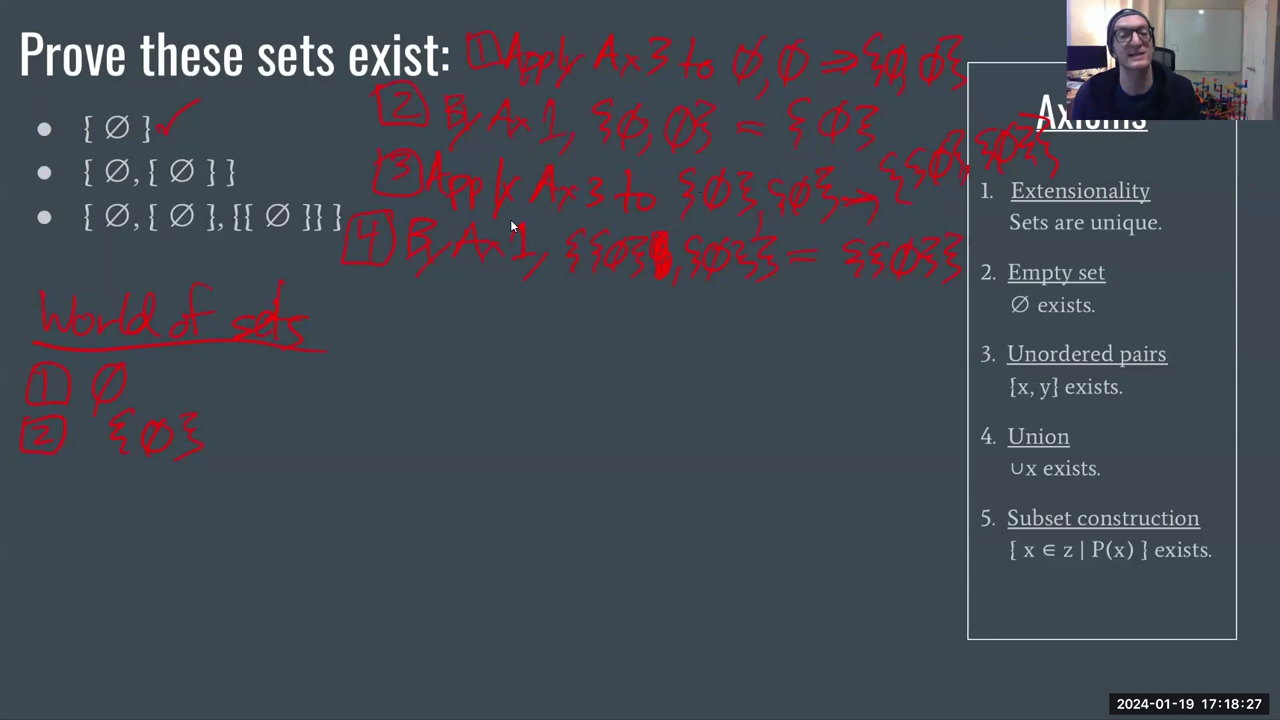 Prove these sets exist:
● { ∅ } ✓
● { ∅, { ∅ } }
● { ∅, { ∅ }, {{ ∅ }} }
1 Apply Ax 3 to ∅, ∅ ⇒ {∅, ∅}
2 By Ax 1, {∅, ∅} = {∅}
3 Apply Ax 3 to {∅}, {∅} → {{∅}, {∅}}
4 By Ax 1, {{∅}, {∅}} = {{∅}}
World of sets
1 ∅
2 {∅}
Axioms
1. Extensionality
Sets are unique.
2. Empty set
∅ exists.
3. Unordered pairs
{x, y} exists.
4. Union
∪x exists.
5. Subset construction
{ x ∈ z | P(x) } exists.
2024-01-19 17:18:27